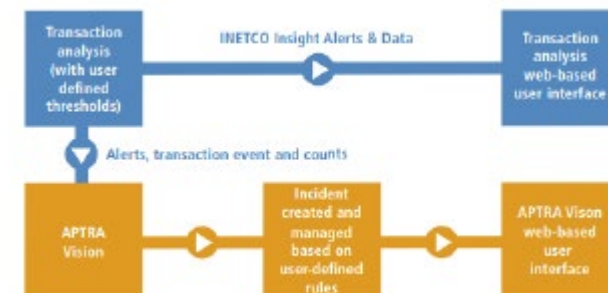 Transaction
analysis
(with user
defined
thresholds)
INETCO Insight Alerts & Data
Transaction
analysis
web-based
user interface
Alerts, transaction event and counts
APTRA
Vision
Incident
created and
managed
based on
user-defined
rules
APTRA Vison
web-based
user
interface